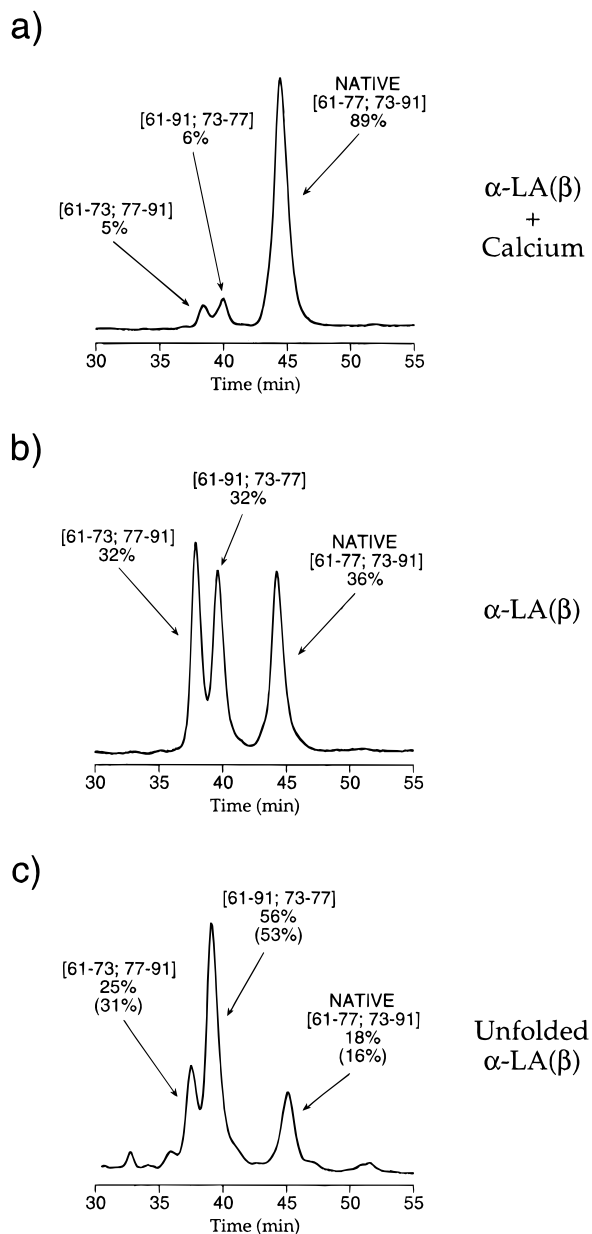 a)
NATIVE
[61-77; 73-91]
89%
[61-91; 73-77]
6%
[61-73; 77-91]
5%
α-LA(β)
+
Calcium
30 35 40 45 50 55
Time (min)
b)
[61-91; 73-77]
32%
[61-73; 77-91]
32%
NATIVE
[61-77; 73-91]
36%
α-LA(β)
30 35 40 45 50 55
Time (min)
c)
[61-91; 73-77]
56%
(53%)
[61-73; 77-91]
25%
(31%)
NATIVE
[61-77; 73-91]
18%
(16%)
Unfolded
α-LA(β)
30 35 40 45 50 55
Time (min)